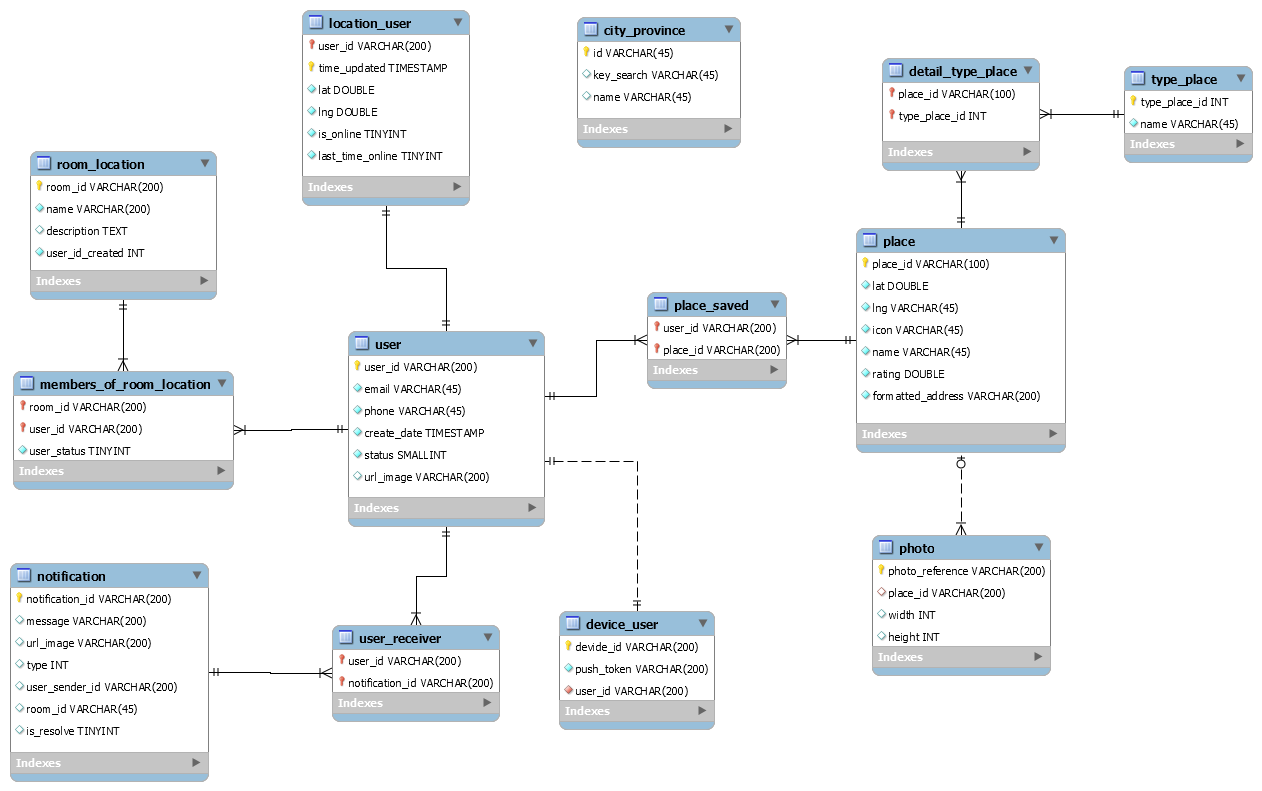 location_user
user_id VARCHAR(200)
time_updated TIMESTAMP
lat DOUBLE
lng DOUBLE
is_online TINYINT
last_time_online TINYINT
Indexes
city_province
id VARCHAR(45)
key_search VARCHAR(45)
name VARCHAR(45)
Indexes
detail_type_place
place_id VARCHAR(100)
type_place_id INT
Indexes
type_place
type_place_id INT
name VARCHAR(45)
Indexes
room_location
room_id VARCHAR(200)
name VARCHAR(200)
description TEXT
user_id_created INT
Indexes
place
place_id VARCHAR(100)
lat DOUBLE
lng VARCHAR(45)
icon VARCHAR(45)
name VARCHAR(45)
rating DOUBLE
formatted_address VARCHAR(200)
Indexes
place_saved
user_id VARCHAR(200)
place_id VARCHAR(200)
Indexes
user
user_id VARCHAR(200)
email VARCHAR(45)
phone VARCHAR(45)
create_date TIMESTAMP
status SMALLINT
url_image VARCHAR(200)
Indexes
members_of_room_location
room_id VARCHAR(200)
user_id VARCHAR(200)
user_status TINYINT
Indexes
photo
photo_reference VARCHAR(200)
place_id VARCHAR(200)
width INT
height INT
Indexes
notification
notification_id VARCHAR(200)
message VARCHAR(200)
url_image VARCHAR(200)
type INT
user_sender_id VARCHAR(200)
room_id VARCHAR(45)
is_resolve TINYINT
Indexes
user_receiver
user_id VARCHAR(200)
notification_id VARCHAR(200)
Indexes
device_user
devide_id VARCHAR(200)
push_token VARCHAR(200)
user_id VARCHAR(200)
Indexes